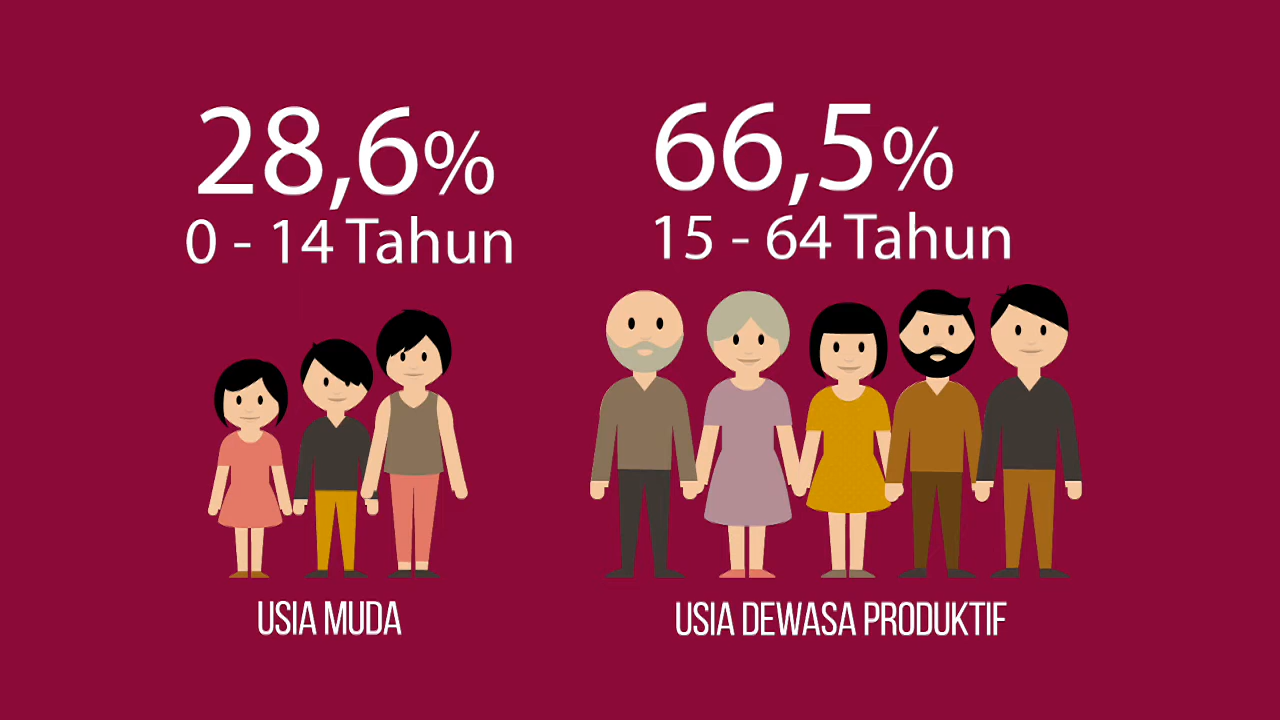 28,6%
0 - 14 Tahun
USIA MUDA
66,5%
15 - 64 Tahun
USIA DEWASA PRODUKTIF